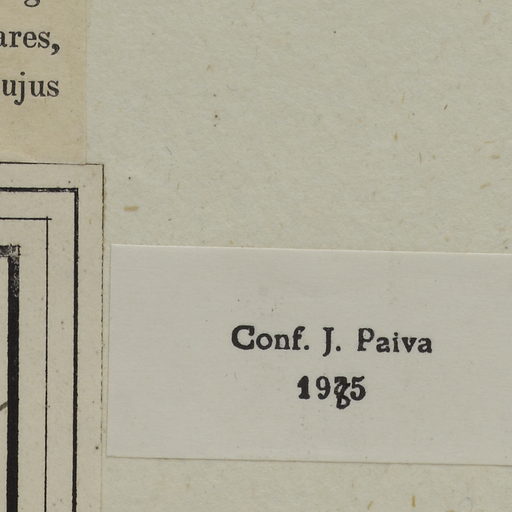 ares,
ujus
Conf. J. Paiva